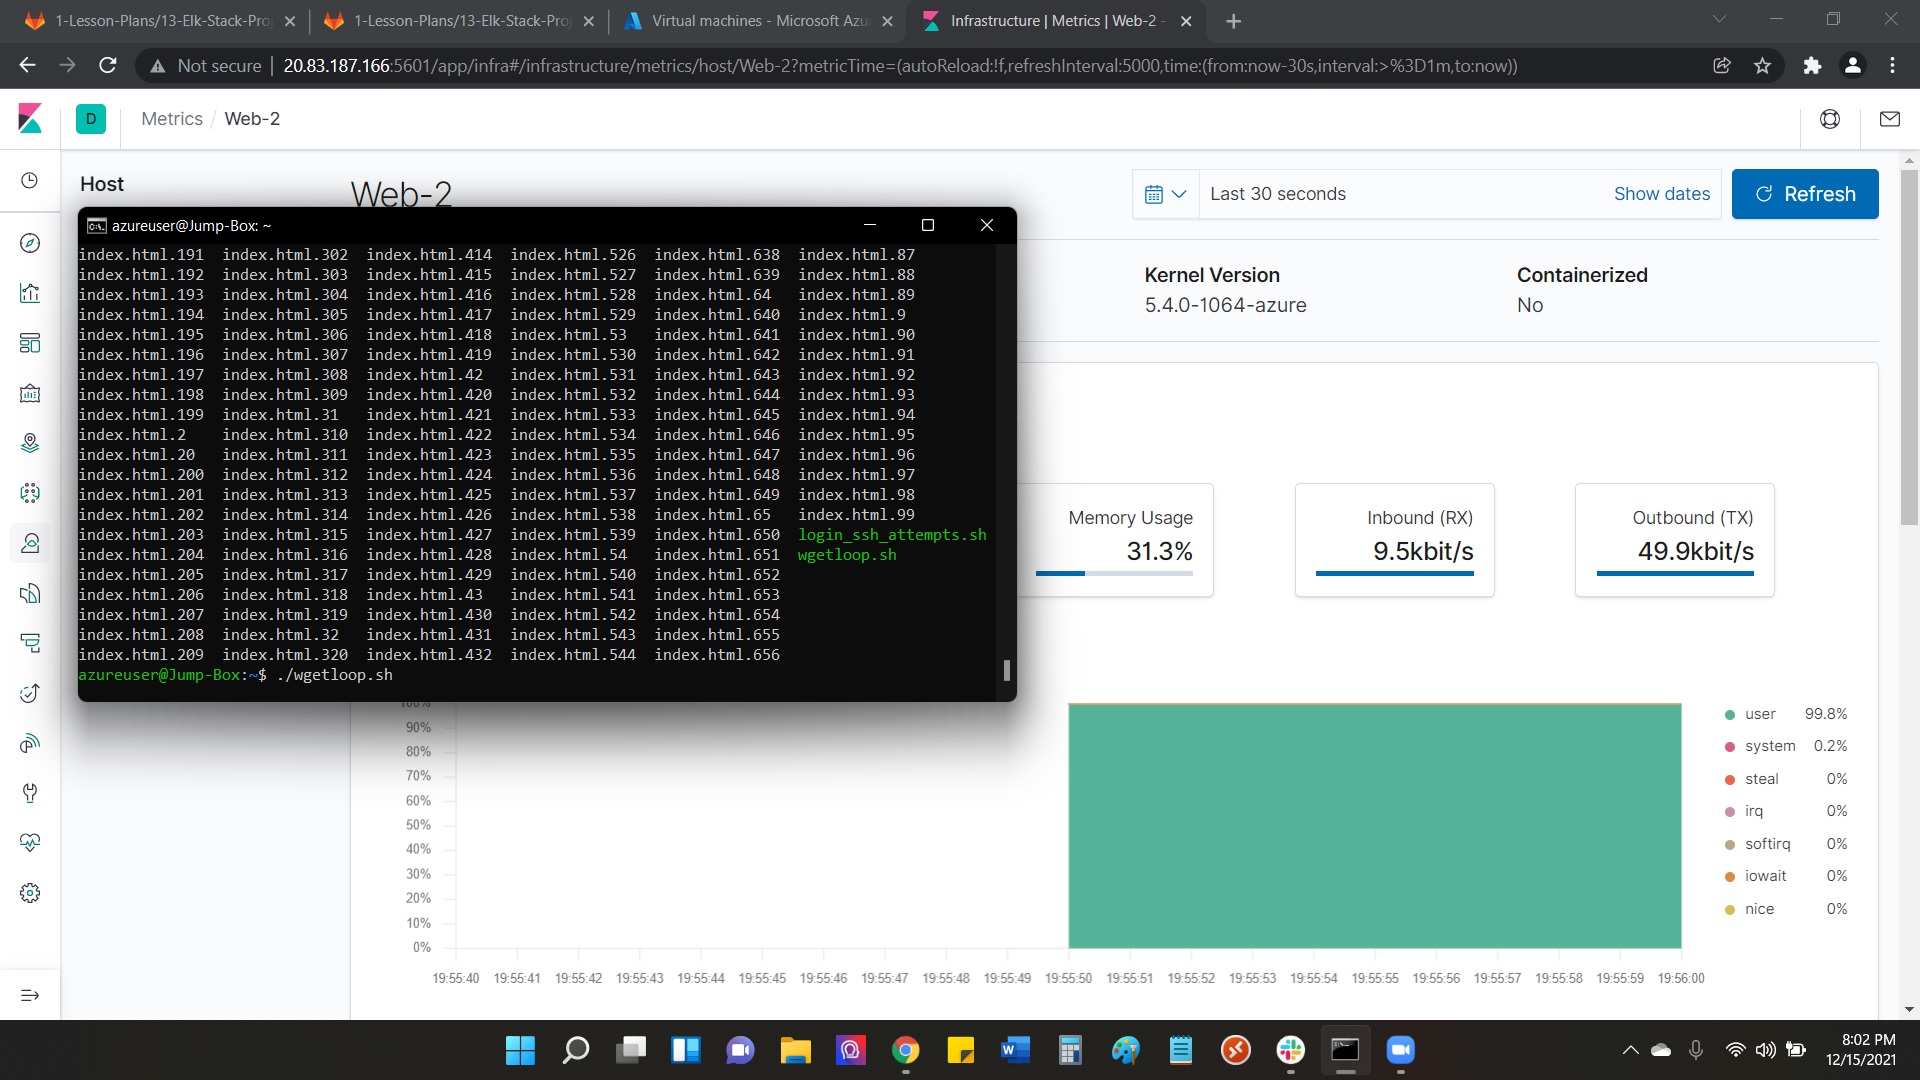 1-Lesson-Plans/13-Elk-Stack-Pro
1-Lesson-Plans/13-Elk-Stack-Pro
Virtual machines - Microsoft Azu
Infrastructure | Metrics | Web-2 -
Not secure
20.83.187.166:5601/app/infra#/infrastructure/metrics/host/Web-2?metricTime=(autoReload:!f,refreshInterval:5000,time:(from:now-30s,interval:>%3D1m,to:now))
D
Metrics / Web-2
Host
Web-2
Last 30 seconds
Show dates
Refresh
azureuser@Jump-Box: ~
index.html.191 index.html.302 index.html.414 index.html.526 index.html.638 index.html.87
index.html.192 index.html.303 index.html.415 index.html.527 index.html.639 index.html.88
index.html.193 index.html.304 index.html.416 index.html.528 index.html.64 index.html.89
index.html.194 index.html.305 index.html.417 index.html.529 index.html.640 index.html.9
index.html.195 index.html.306 index.html.418 index.html.53 index.html.641 index.html.90
index.html.196 index.html.307 index.html.419 index.html.530 index.html.642 index.html.91
index.html.197 index.html.308 index.html.42 index.html.531 index.html.643 index.html.92
index.html.198 index.html.309 index.html.420 index.html.532 index.html.644 index.html.93
index.html.199 index.html.31 index.html.421 index.html.533 index.html.645 index.html.94
index.html.2 index.html.310 index.html.422 index.html.534 index.html.646 index.html.95
index.html.20 index.html.311 index.html.423 index.html.535 index.html.647 index.html.96
index.html.200 index.html.312 index.html.424 index.html.536 index.html.648 index.html.97
index.html.201 index.html.313 index.html.425 index.html.537 index.html.649 index.html.98
index.html.202 index.html.314 index.html.426 index.html.538 index.html.65 index.html.99
index.html.203 index.html.315 index.html.427 index.html.539 index.html.650 login_ssh_attempts.sh
index.html.204 index.html.316 index.html.428 index.html.54 index.html.651 wgetloop.sh
index.html.205 index.html.317 index.html.429 index.html.540 index.html.652
index.html.206 index.html.318 index.html.43 index.html.541 index.html.653
index.html.207 index.html.319 index.html.430 index.html.542 index.html.654
index.html.208 index.html.32 index.html.431 index.html.543 index.html.655
index.html.209 index.html.320 index.html.432 index.html.544 index.html.656
azureuser@Jump-Box:~$ ./wgetloop.sh
Kernel Version
5.4.0-1064-azure
Containerized
No
Memory Usage
31.3%
Inbound (RX)
9.5kbit/s
Outbound (TX)
49.9kbit/s
100%
90%
80%
70%
60%
50%
40%
30%
20%
10%
0%
19:55:40 19:55:41 19:55:42 19:55:43 19:55:44 19:55:45 19:55:46 19:55:47 19:55:48 19:55:49 19:55:50 19:55:51 19:55:52 19:55:53 19:55:54 19:55:55 19:55:56 19:55:57 19:55:58 19:55:59 19:56:00
user 99.8%
system 0.2%
steal 0%
irq 0%
softirq 0%
iowait 0%
nice 0%
8:02 PM
12/15/2021